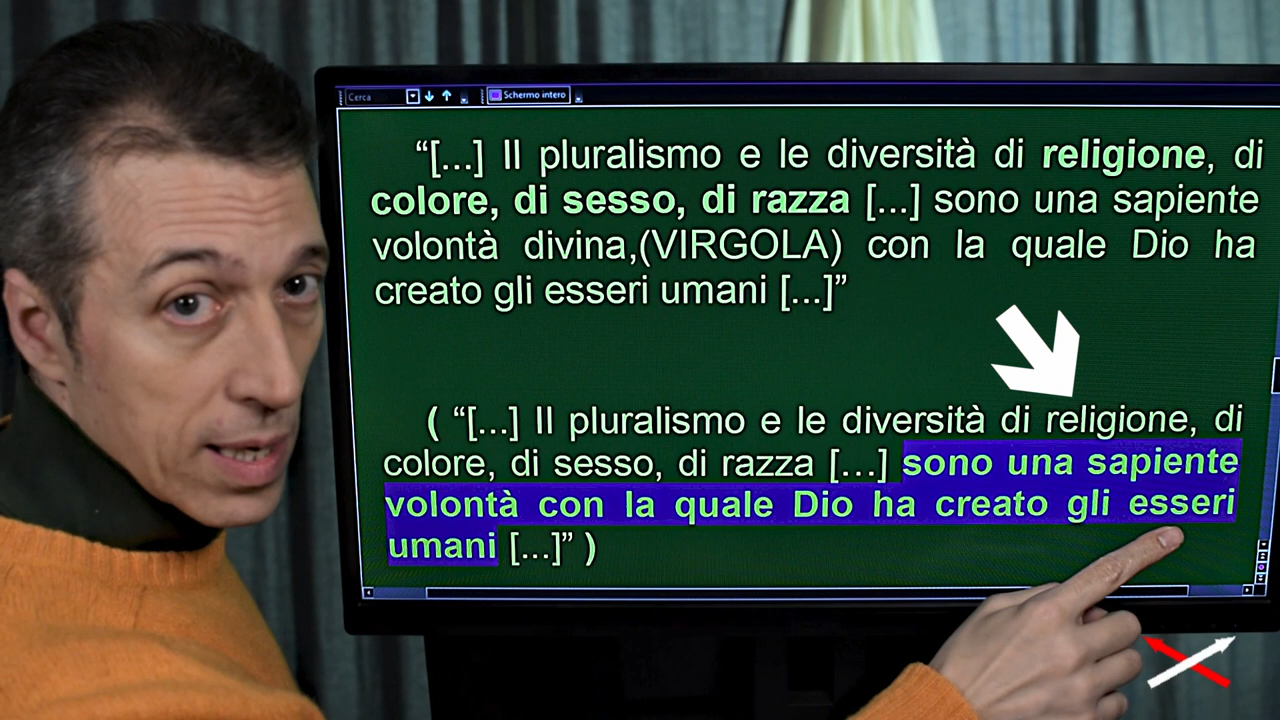 Cerca
Schermo intero
“[...] Il pluralismo e le diversità di religione, di
colore, di sesso, di razza [...] sono una sapiente
volontà divina,(VIRGOLA) con la quale Dio ha
creato gli esseri umani [...]”
( “[...] Il pluralismo e le diversità di religione, di
colore, di sesso, di razza [...] sono una sapiente
volontà con la quale Dio ha creato gli esseri
umani [...]” )